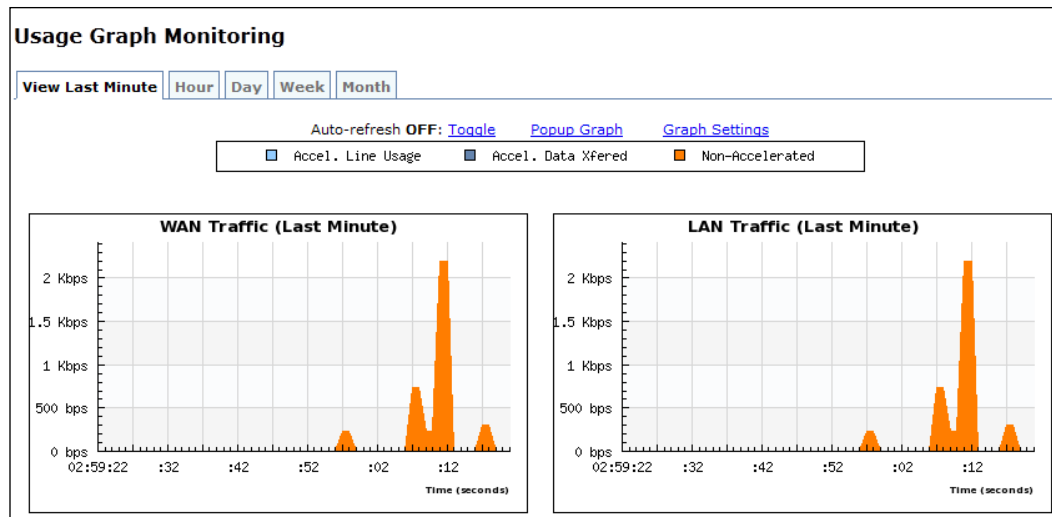 Usage Graph Monitoring
View Last Minute Hour Day Week Month
Auto-refresh OFF: Toggle Popup Graph Graph Settings
Accel. Line Usage Accel. Data Xfered Non-Accelerated
WAN Traffic (Last Minute)
2 Kbps
1.5 Kbps
1 Kbps
500 bps
0 bps
02:59:22 :32 :42 :52 :02 :12
Time (seconds)
LAN Traffic (Last Minute)
2 Kbps
1.5 Kbps
1 Kbps
500 bps
0 bps
02:59:22 :32 :42 :52 :02 :12
Time (seconds)